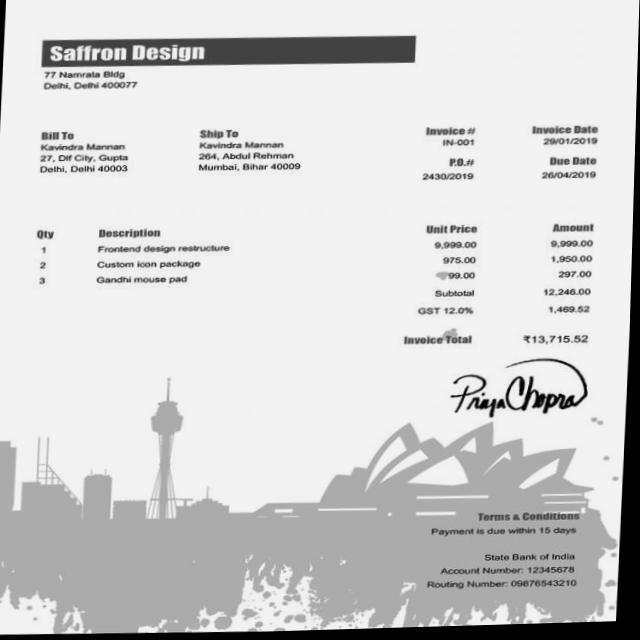 Saffron Design
77 Namrata Bldg
Delhi, Delhi 400077
Bill To
Kavindra Mannan
27, Dlf City, Gupta
Delhi, Delhi 40003
Ship To
Kavindra Mannan
264, Abdul Rehman
Mumbai, Bihar 40009
Invoice # Invoice Date
IN-001 29/01/2019
P.O.# Due Date
2430/2019 26/04/2019
Qty Description Unit Price Amount
1 Frontend design restructure 9,999.00 9,999.00
2 Custom icon package 975.00 1,950.00
3 Gandhi mouse pad 99.00 297.00
Subtotal 12,246.00
GST 12.0% 1,469.52
Invoice Total ₹13,715.52
Priya Chopra
Terms & Conditions
Payment is due within 15 days
State Bank of India
Account Number: 12345678
Routing Number: 09876543210